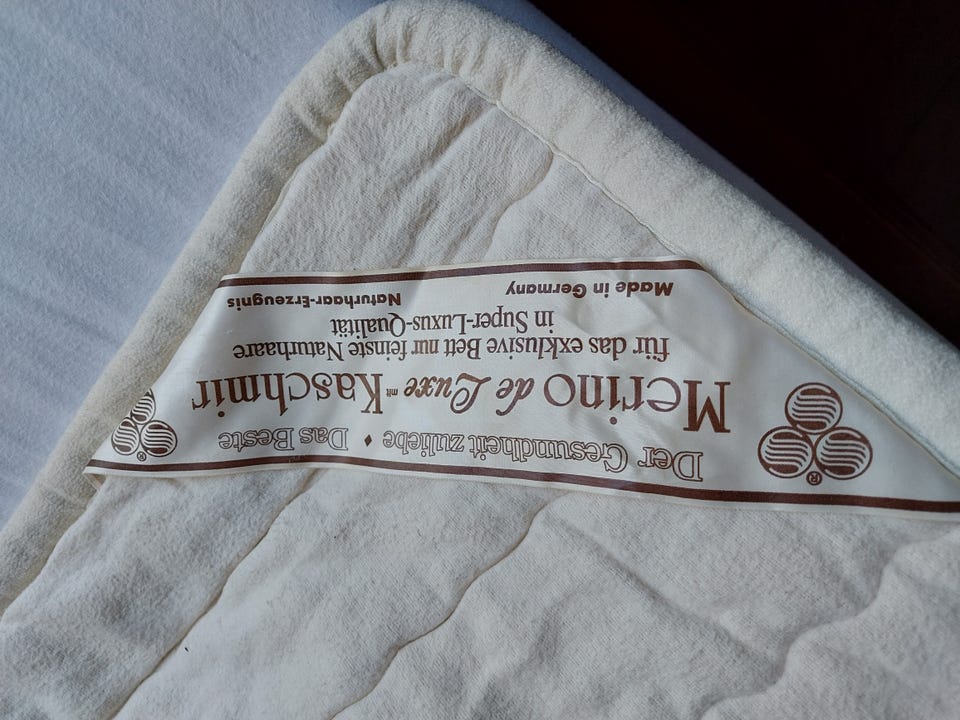 Der Gesundheit zuliebe ♦ Das Beste
Merino de Luxe mit Kaschmir
für das exklusive Bett nur feinste Naturhaare
in Super-Luxus-Qualität
Made in Germany Naturhaar-Erzeugnis
®
®